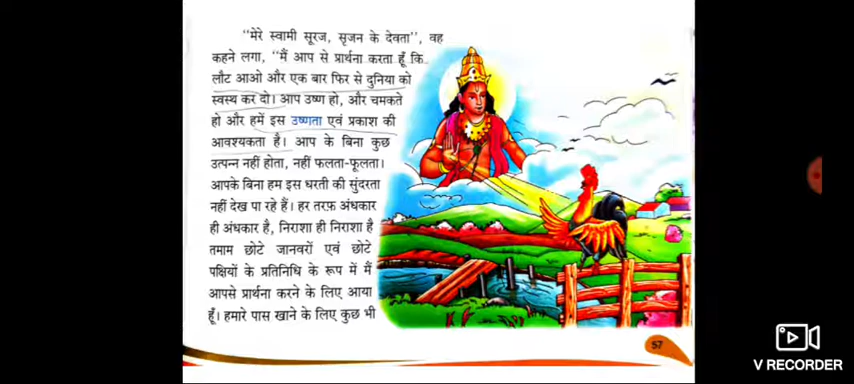 “मेरे स्वामी सूरज, सृजन के देवता”, वह
कहने लगा, “मैं आप से प्रार्थना करता हूँ कि
लौट आओ और एक बार फिर से दुनिया को
स्वस्थ कर दो। आप उष्ण हो, और चमकते
हो और हमें इस उष्णता एवं प्रकाश की
आवश्यकता है। आप के बिना कुछ
उत्पन्न नहीं होता, नहीं फलता-फूलता।
आपके बिना हम इस धरती की सुंदरता
नहीं देख पा रहे हैं। हर तरफ़ अंधकार
ही अंधकार है, निराशा ही निराशा है
तमाम छोटे जानवरों एवं छोटे
पक्षियों के प्रतिनिधि के रूप में मैं
आपसे प्रार्थना करने के लिए आया
हूँ। हमारे पास खाने के लिए कुछ भी
57
V RECORDER